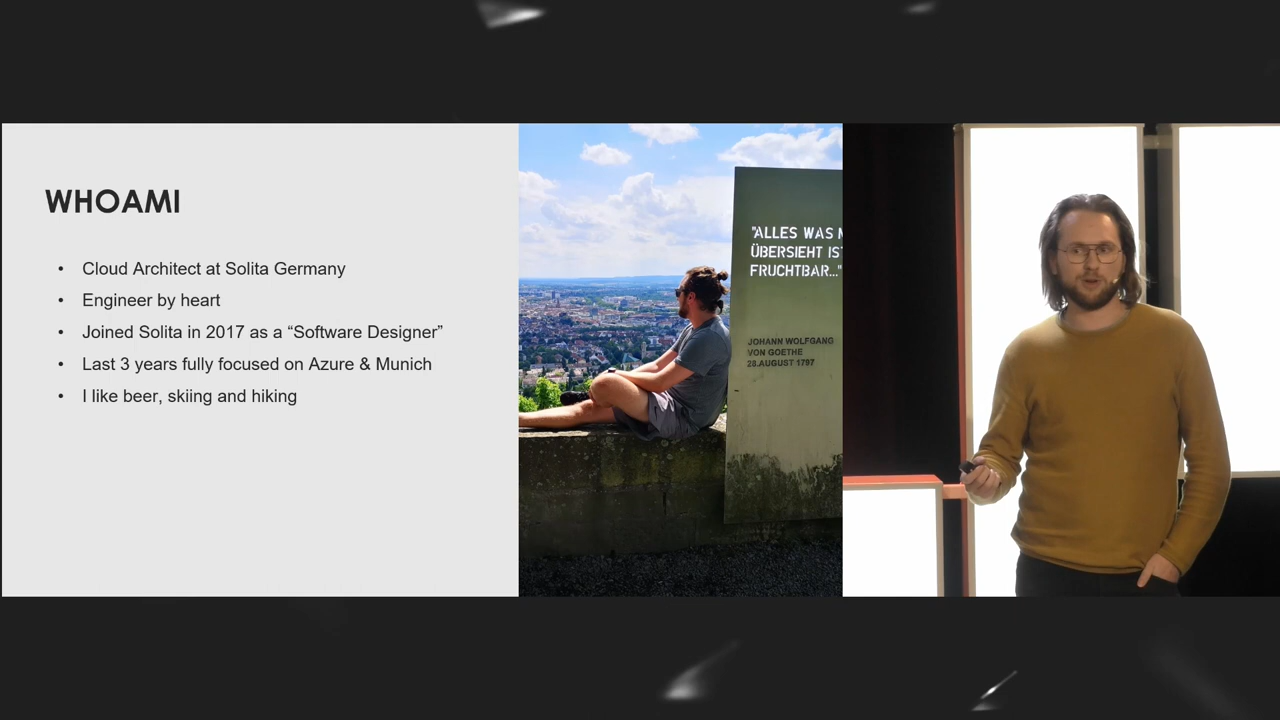 WHOAMI
• Cloud Architect at Solita Germany
• Engineer by heart
• Joined Solita in 2017 as a “Software Designer”
• Last 3 years fully focused on Azure & Munich
• I like beer, skiing and hiking
"ALLES WAS
ÜBERSIEHT
FRUCHTBAR..."
JOHANN WOLFGANG
VON GOETHE
28.AUGUST 1797